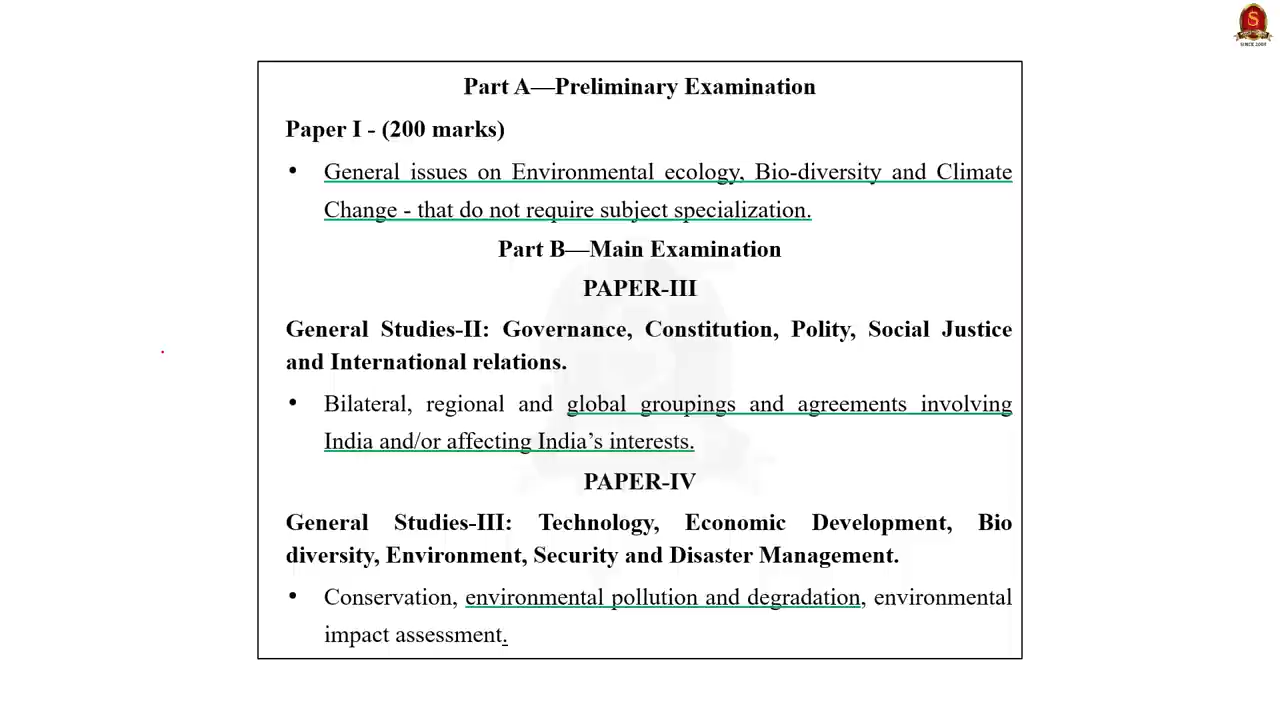 S
SINCE 2004
Part A—Preliminary Examination
Paper I - (200 marks)
• General issues on Environmental ecology, Bio-diversity and Climate
Change - that do not require subject specialization.
Part B—Main Examination
PAPER-III
General Studies-II: Governance, Constitution, Polity, Social Justice
and International relations.
• Bilateral, regional and global groupings and agreements involving
India and/or affecting India’s interests.
PAPER-IV
General Studies-III: Technology, Economic Development, Bio
diversity, Environment, Security and Disaster Management.
• Conservation, environmental pollution and degradation, environmental
impact assessment.